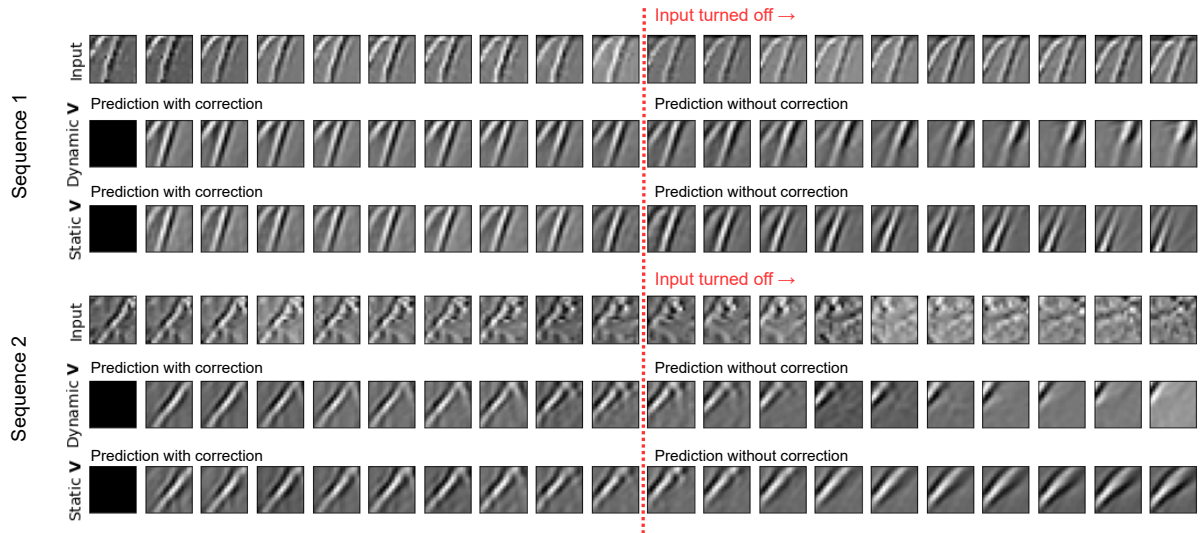 Sequence 1
Input turned off →
Input
Prediction with correction
Prediction without correction
Dynamic V
Prediction with correction
Prediction without correction
Static V
Sequence 2
Input turned off →
Input
Prediction with correction
Prediction without correction
Dynamic V
Prediction with correction
Prediction without correction
Static V